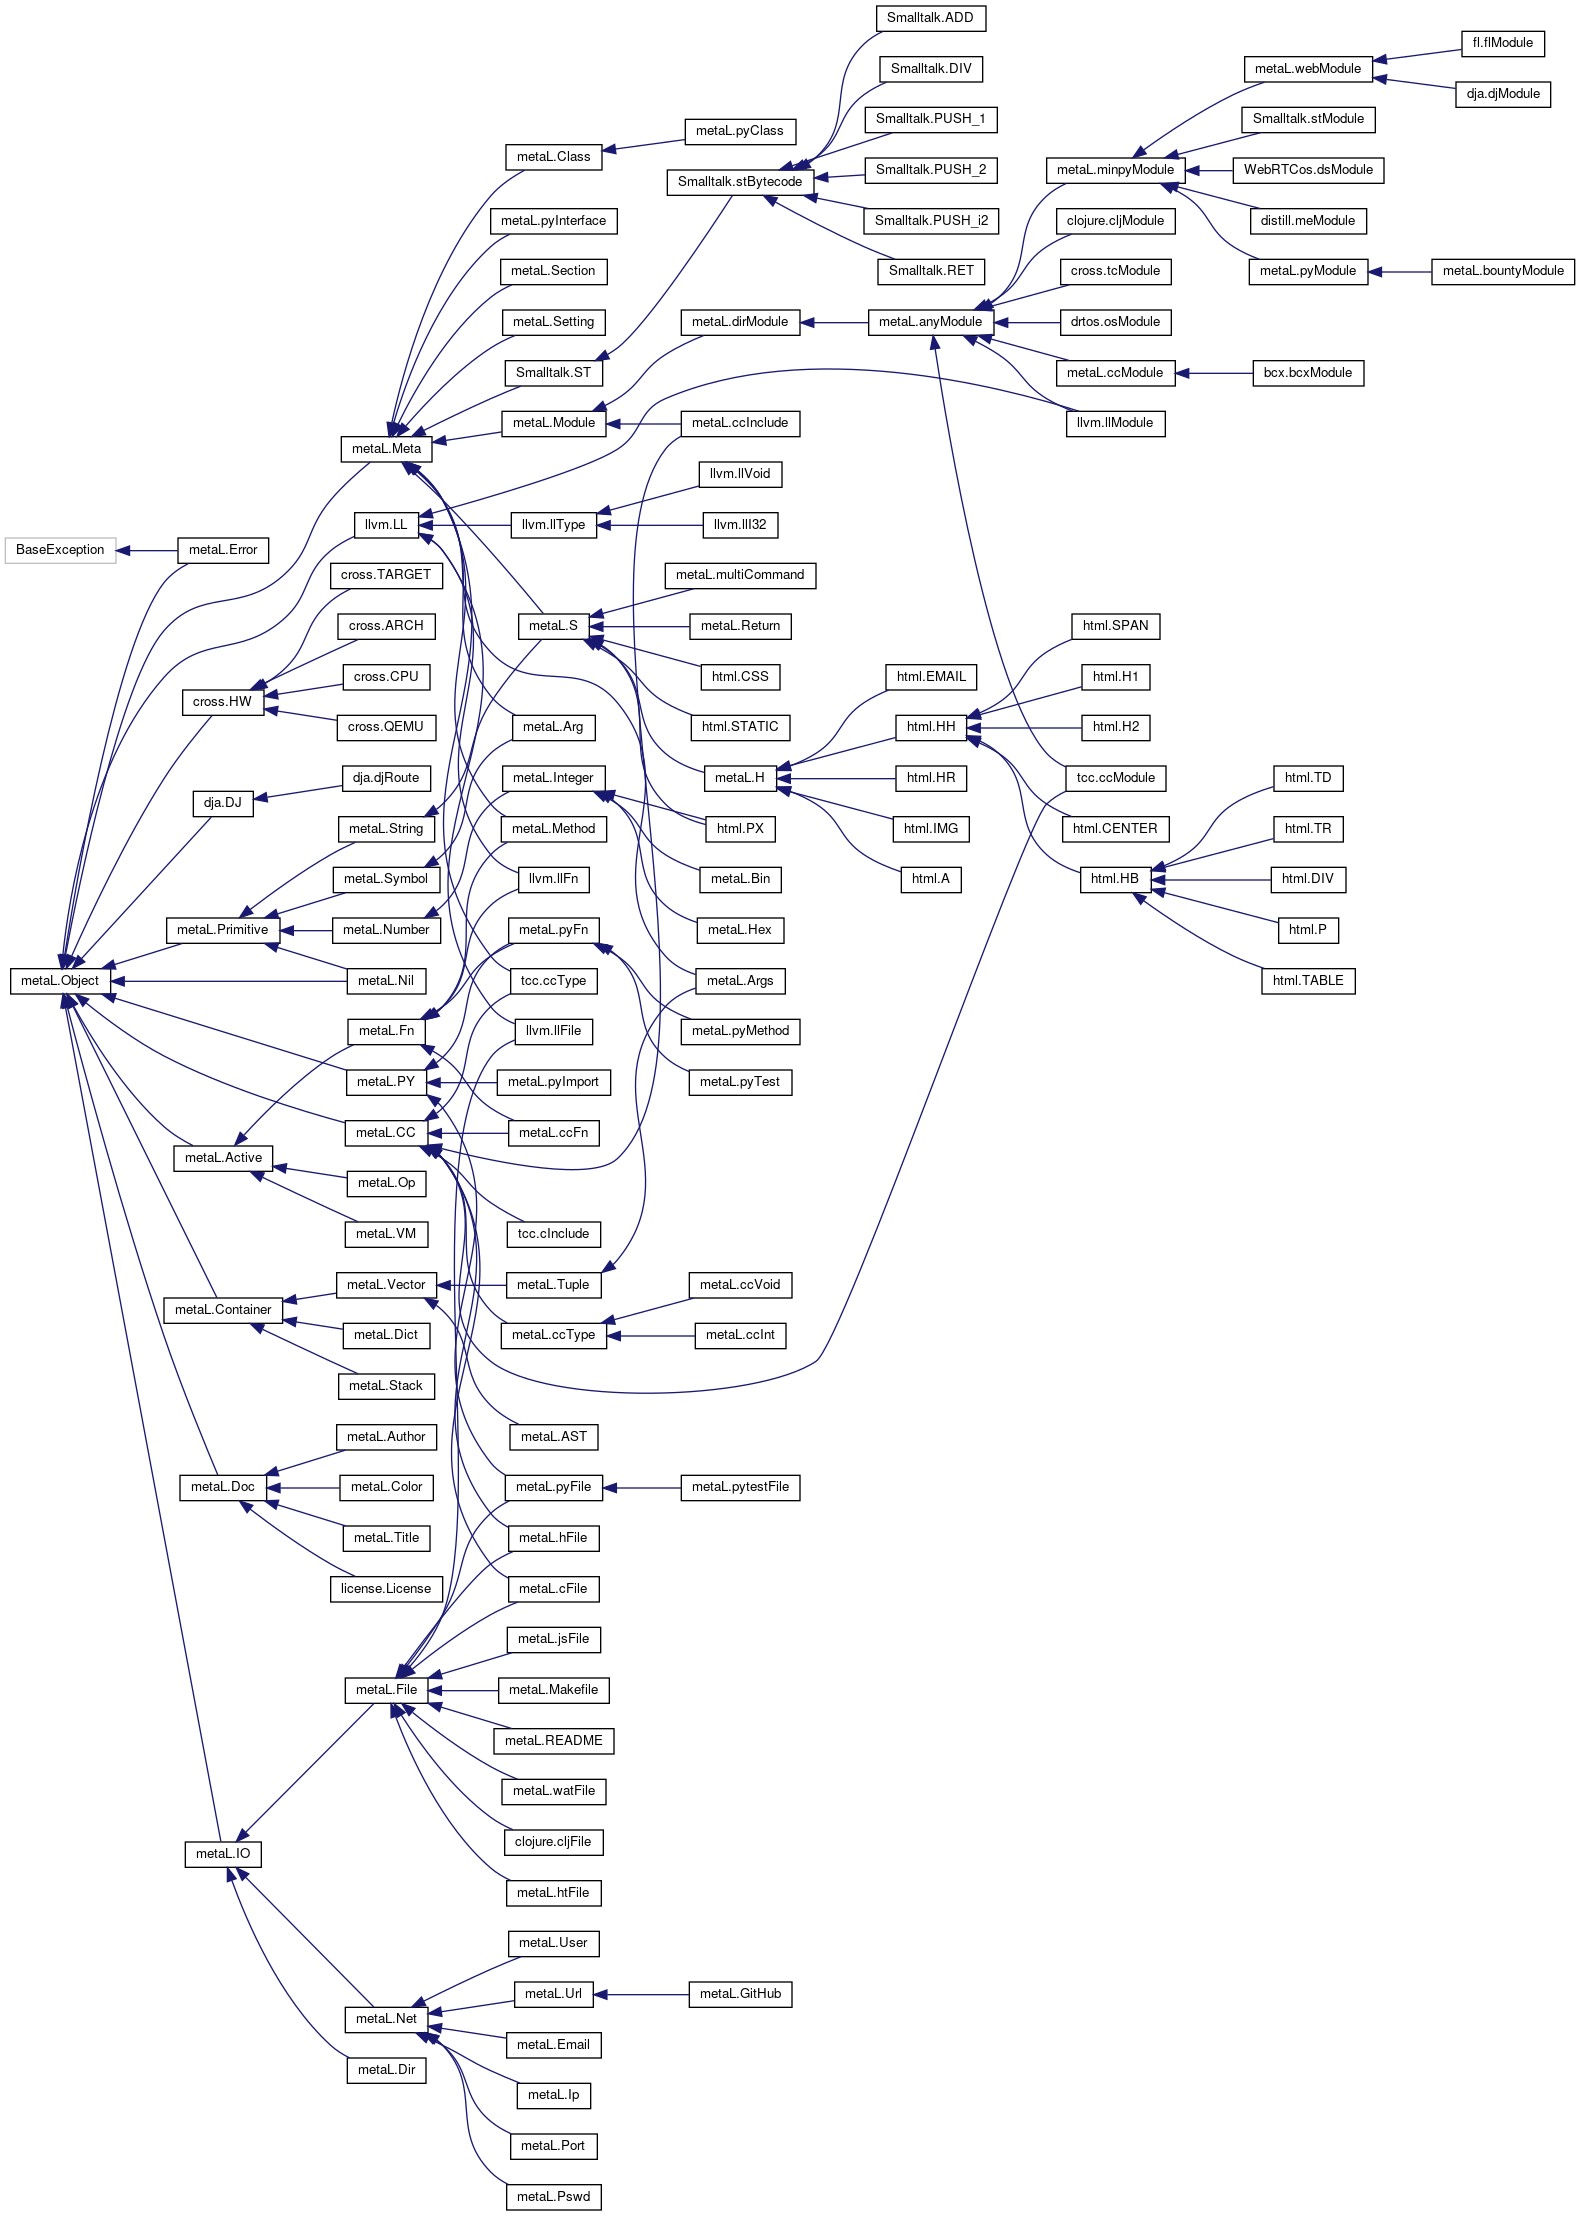 Smalltalk.ADD
fl.flModule
Smalltalk.DIV
metaL.webModule
dja.djModule
Smalltalk.PUSH_1
Smalltalk.stModule
metaL.pyClass
metaL.Class
Smalltalk.PUSH_2
metaL.minpyModule
WebRTCos.dsModule
Smalltalk.stBytecode
metaL.pyInterface
Smalltalk.PUSH_i2
clojure.cljModule
distill.meModule
metaL.Section
Smalltalk.RET
cross.tcModule
metaL.pyModule
metaL.bountyModule
metaL.Setting
metaL.dirModule
metaL.anyModule
drtos.osModule
Smalltalk.ST
metaL.ccModule
bcx.bcxModule
metaL.Module
metaL.ccInclude
llvm.llModule
metaL.Meta
llvm.llVoid
llvm.LL
llvm.llType
llvm.llI32
BaseException
metaL.Error
cross.TARGET
metaL.multiCommand
cross.ARCH
metaL.S
metaL.Return
html.SPAN
cross.CPU
html.CSS
html.EMAIL
html.H1
cross.HW
cross.QEMU
metaL.Arg
html.STATIC
html.HH
html.H2
dja.djRoute
metaL.Integer
metaL.H
html.HR
tcc.ccModule
html.TD
dja.DJ
metaL.String
metaL.Method
html.PX
html.IMG
html.CENTER
html.TR
metaL.Symbol
llvm.llFn
metaL.Bin
html.A
html.HB
html.DIV
metaL.Primitive
metaL.Number
metaL.pyFn
metaL.Hex
html.P
metaL.Object
metaL.Nil
tcc.ccType
metaL.Args
html.TABLE
metaL.Fn
llvm.llFile
metaL.pyMethod
metaL.PY
metaL.pyImport
metaL.pyTest
metaL.CC
metaL.ccFn
metaL.Active
metaL.Op
metaL.VM
tcc.cInclude
metaL.Vector
metaL.Tuple
metaL.ccVoid
metaL.Container
metaL.Dict
metaL.ccType
metaL.ccInt
metaL.Stack
metaL.Author
metaL.AST
metaL.Doc
metaL.Color
metaL.pyFile
metaL.pytestFile
metaL.Title
metaL.hFile
license.License
metaL.cFile
metaL.jsFile
metaL.File
metaL.Makefile
metaL.README
metaL.watFile
metaL.IO
clojure.cljFile
metaL.htFile
metaL.User
metaL.Url
metaL.GitHub
metaL.Net
metaL.Email
metaL.Dir
metaL.Ip
metaL.Port
metaL.Pswd